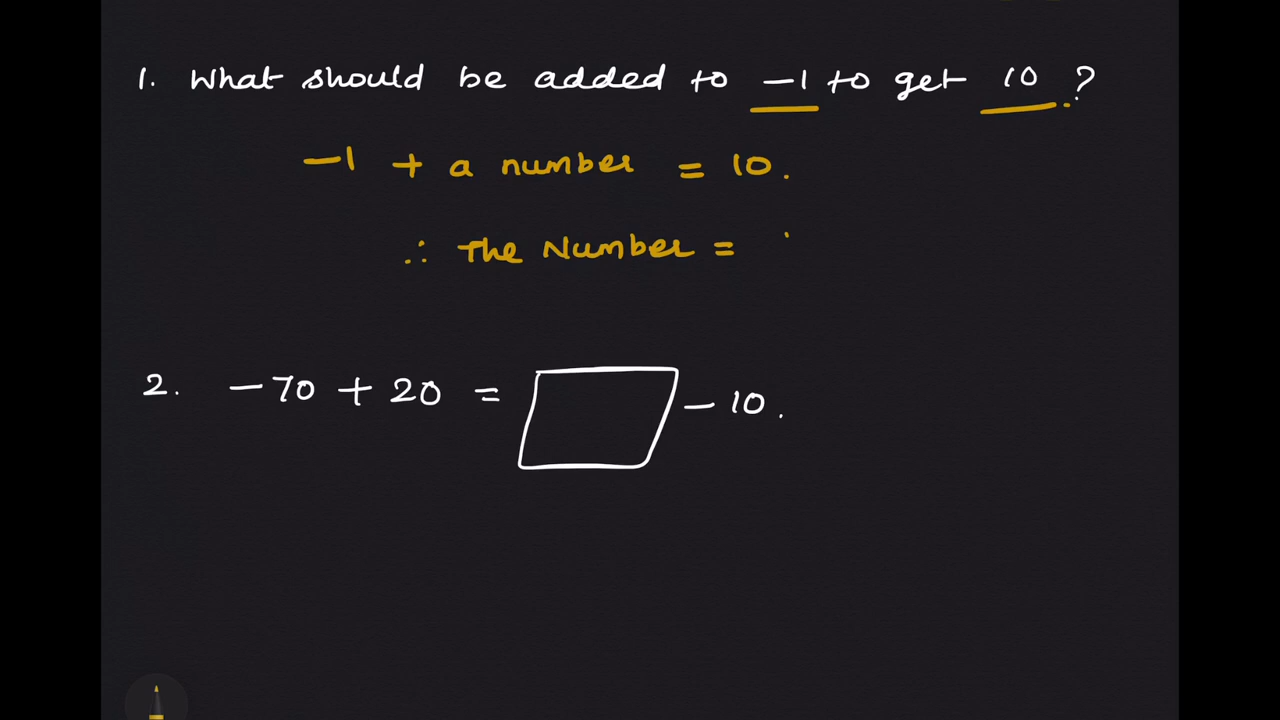 1. What should be added to -1 to get 10 ?
-1 + a number = 10.
∴ The Number =
2. -70 + 20 = - 10.